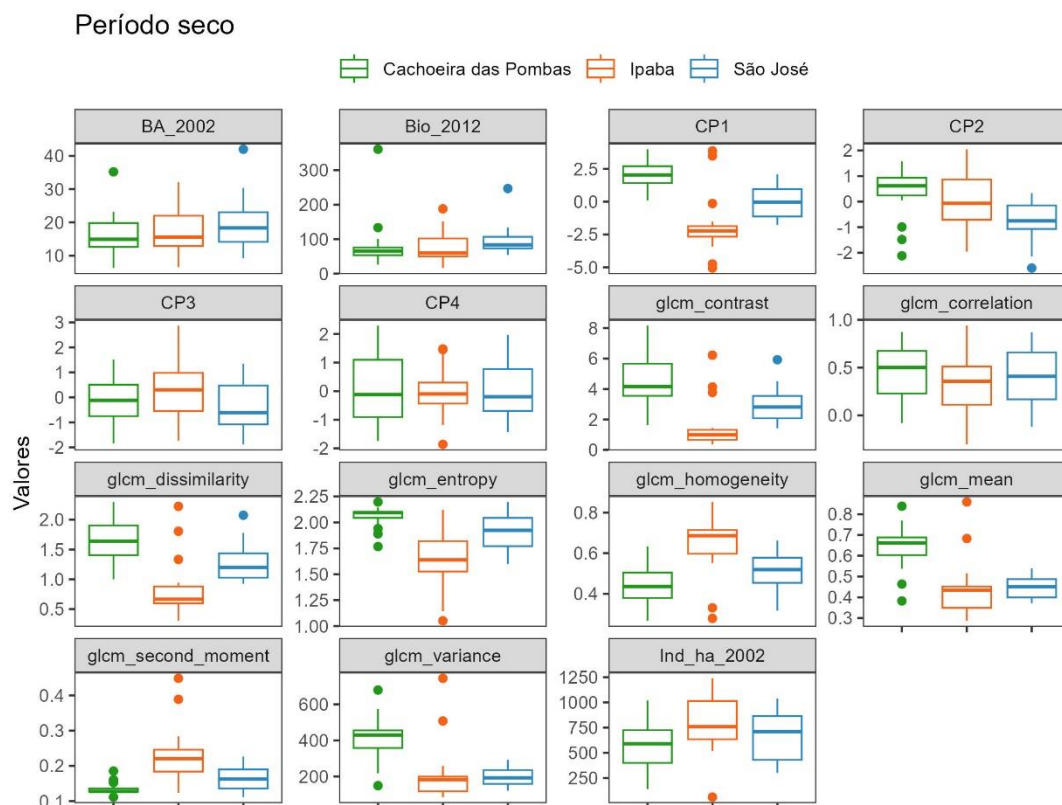 Período seco
Cachoeira das Pombas Ipaba São José
BA_2002 Bio_2012 CP1 CP2
40 30 20 10
300 200 100 0
2.5 0.0 -2.5 -5.0
2 1 0 -1 -2
CP3 CP4 glcm_contrast glcm_correlation
3 2 1 0 -1 -2
2 1 0 -1 -2
8 6 4 2 0
1.0 0.5 0.0
Valores
glcm_dissimilarity glcm_entropy glcm_homogeneity glcm_mean
2.0 1.5 1.0 0.5
2.25 2.00 1.75 1.50 1.25 1.00
0.8 0.6 0.4
0.8 0.7 0.6 0.5 0.4 0.3
glcm_second_moment glcm_variance Ind_ha_2002
0.4 0.3 0.2 0.1
600 400 200
1250 1000 750 500 250